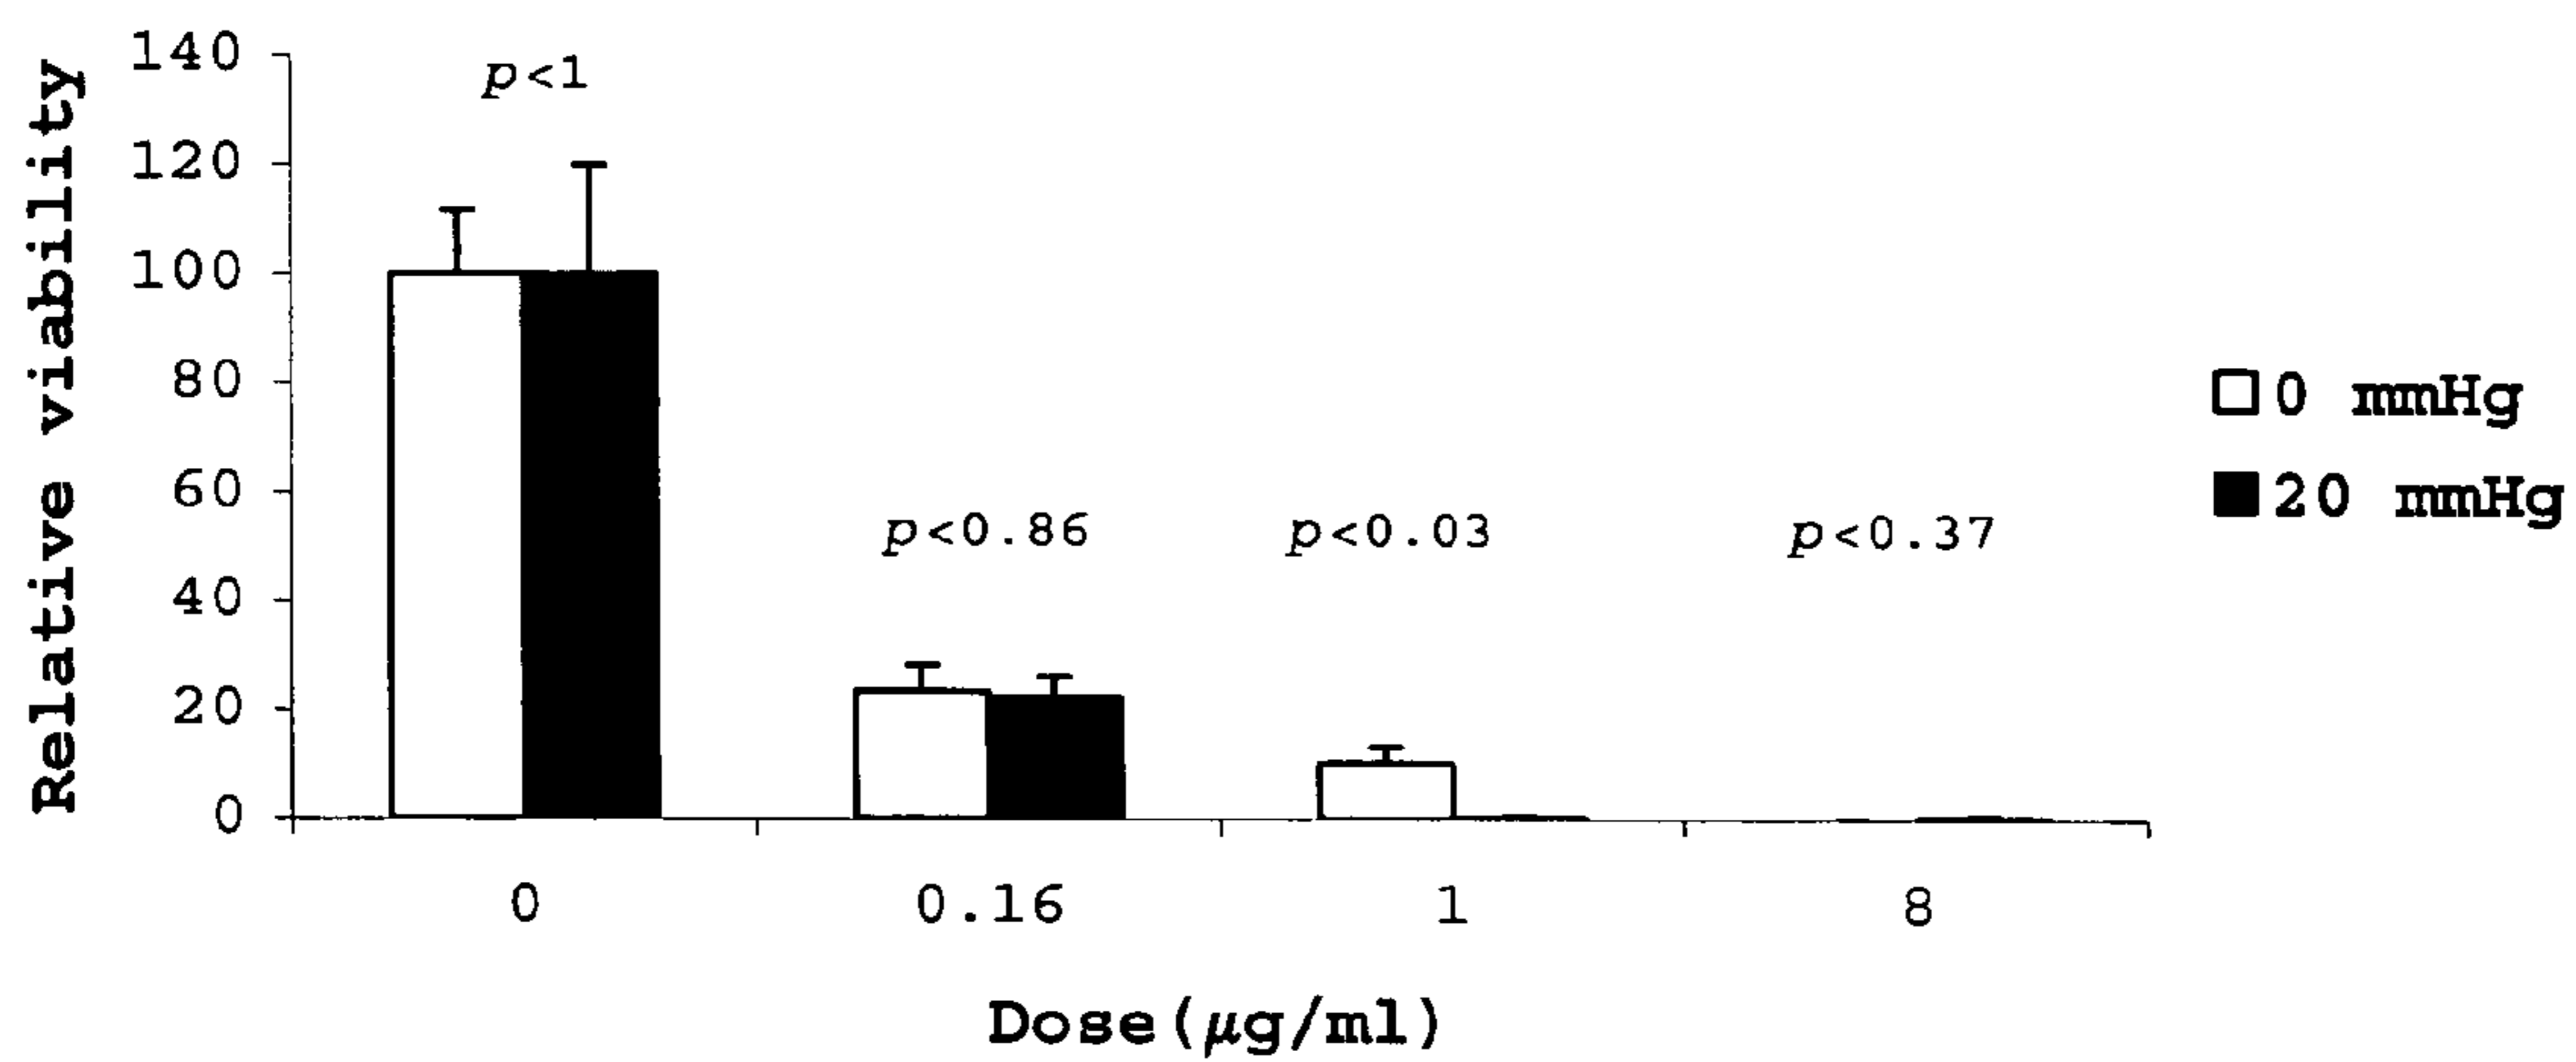 Relative viability
140
120
100
80
60
40
20
0
p<1
p<0.86
p<0.03
p<0.37
0 mmHg
20 mmHg
0
0.16
1
8
Dose(μg/ml)